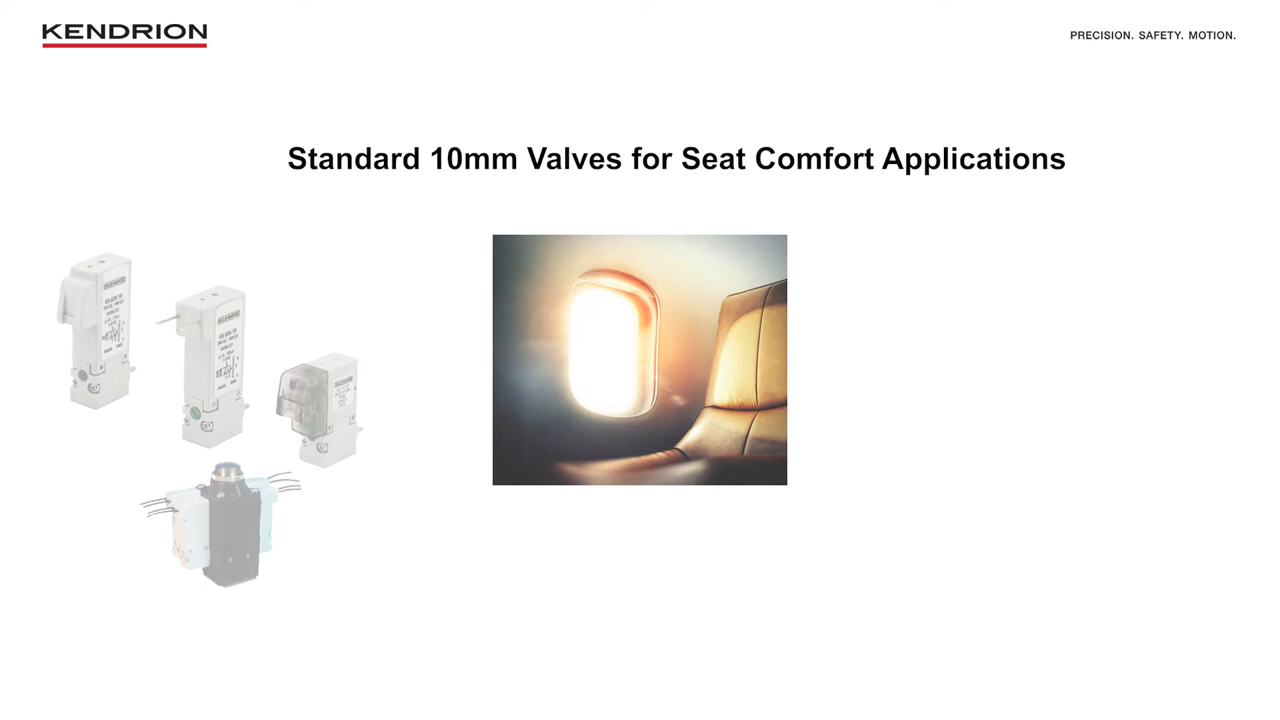 KENDRION
PRECISION. SAFETY. MOTION.
Standard 10mm Valves for Seat Comfort Applications